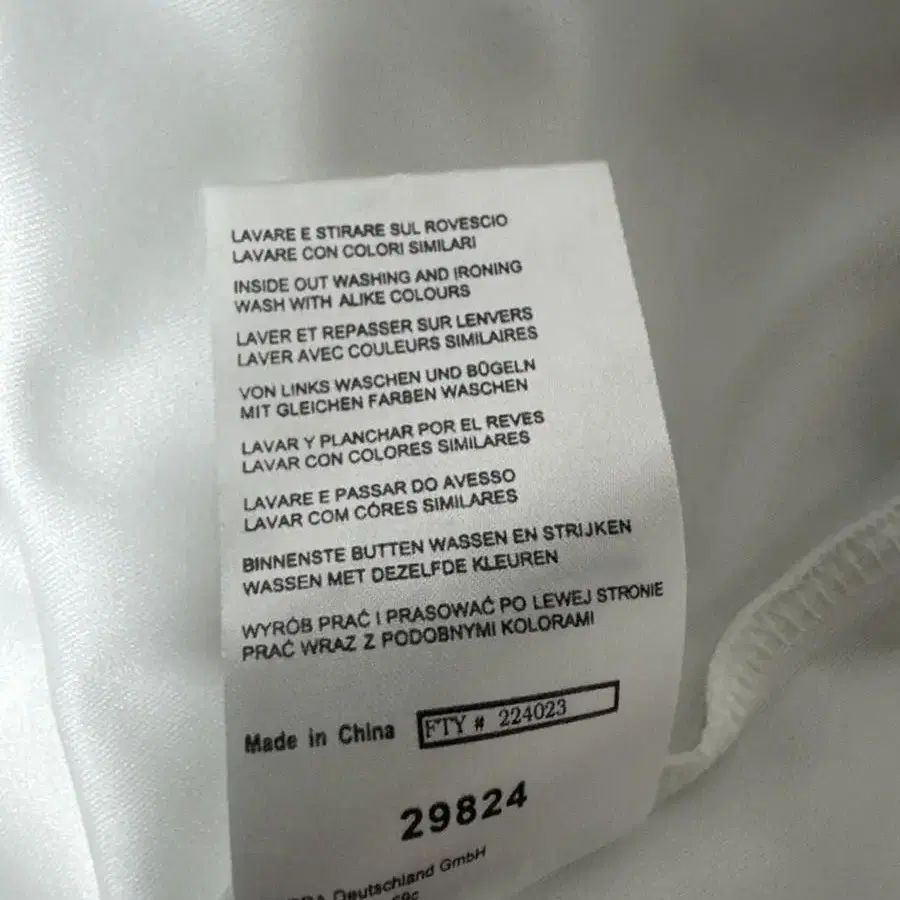 LAVARE E STIRARE SUL ROVESCIO
LAVARE CON COLORI SIMILARI
INSIDE OUT WASHING AND IRONING
WASH WITH ALIKE COLOURS
LAVER ET REPASSER SUR LENVERS
LAVER AVEC COULEURS SIMILAIRES
VON LINKS WASCHEN UND BÜGELN
MIT GLEICHEN FARBEN WASCHEN
LAVAR Y PLANCHAR POR EL REVES
LAVAR CON COLORES SIMILARES
LAVARE E PASSAR DO AVESSO
LAVAR COM CÓRES SIMILARES
BINNENSTE BUTTEN WASSEN EN STRIJKEN
WASSEN MET DEZELFDE KLEUREN
WYRÓB PRAĆ I PRASOWAĆ PO LEWEJ STRONIE
PRAĆ WRAZ Z PODOBNYMI KOLORAMI
Made in China FTY # 224023
29824
Deutschland GmbH